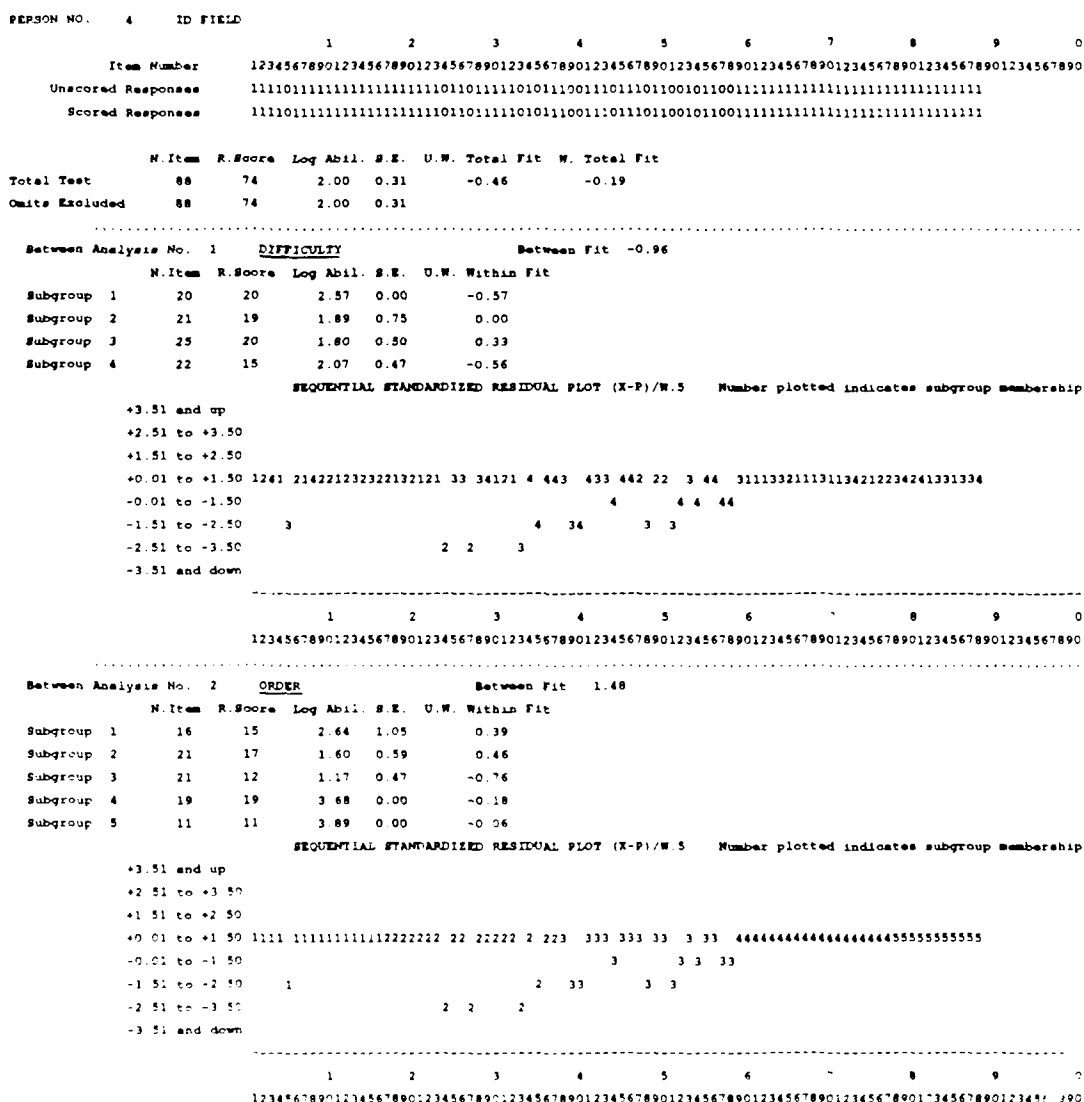 PERSON NO. 4 ID FIELD
1 2 3 4 5 6 7 8 9 0
Item Number 1234567890123456789012345678901234567890123456789012345678901234567890123456789012345678901234567890
Unscored Responses 1111011111111111111111101101111101011100111011101100101100111111111111111111111111111111
Scored Responses 1111011111111111111111101101111101011100111011101100101100111111111111111111111111111111
N.Item R.Score Log Abil. S.E. U.W. Total Fit W. Total Fit
Total Test 88 74 2.00 0.31 -0.46 -0.19
Omits Excluded 88 74 2.00 0.31
Between Analysis No. 1 DIFFICULTY Between Fit -0.96
N.Item R.Score Log Abil. S.E. U.W. Within Fit
Subgroup 1 20 20 2.57 0.00 -0.57
Subgroup 2 21 19 1.89 0.75 0.00
Subgroup 3 25 20 1.80 0.50 0.33
Subgroup 4 22 15 2.07 0.47 -0.56
SEQUENTIAL STANDARDIZED RESIDUAL PLOT (X-P)/W.5 Number plotted indicates subgroup membership
+3.51 and up
+2.51 to +3.50
+1.51 to +2.50
+0.01 to +1.50 1241 214221232322132121 33 34121 4 443 433 442 22 3 44 311133211131134212234241331334
-0.01 to -1.50 4 4 4 44
-1.51 to -2.50 3 4 34 3 3
-2.51 to -3.50 2 2 3
-3.51 and down
1 2 3 4 5 6 8 9 0
1234567890123456789012345678901234567890123456789012345678901234567890123456789012345678901234567890
Between Analysis No. 2 ORDER Between Fit 1.48
N.Item R.Score Log Abil. S.E. U.W. Within Fit
Subgroup 1 16 15 2.64 1.05 0.39
Subgroup 2 21 17 1.60 0.59 0.46
Subgroup 3 21 12 1.17 0.47 -0.76
Subgroup 4 19 19 3.68 0.00 -0.18
Subgroup 5 11 11 3.89 0.00 -0.06
SEQUENTIAL STANDARDIZED RESIDUAL PLOT (X-P)/W.5 Number plotted indicates subgroup membership
+3.51 and up
+2.51 to +3.50
+1.51 to +2.50
+0.01 to +1.50 1111 111111111112222222 22 22222 2 223 333 333 33 3 33 444444444444444444455555555555
-0.01 to -1.50 3 3 3 33
-1.51 to -2.50 1 2 33 3 3
-2.51 to -3.50 2 2 2
-3.51 and down
1 2 3 4 5 6 8 9